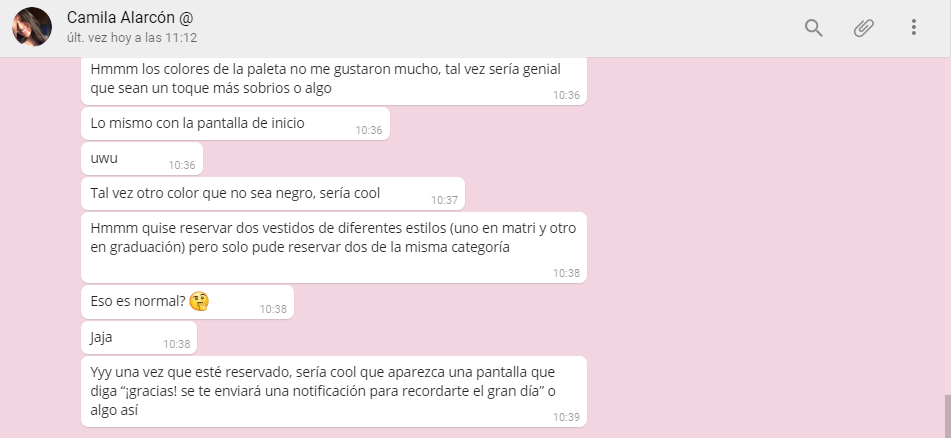 Camila Alarcón @
últ. vez hoy a las 11:12
Hmmm los colores de la paleta no me gustaron mucho, tal vez sería genial
que sean un toque más sobrios o algo
10:36
Lo mismo con la pantalla de inicio
10:36
uwu
10:36
Tal vez otro color que no sea negro, sería cool
10:37
Hmmm quise reservar dos vestidos de diferentes estilos (uno en matri y otro
en graduación) pero solo pude reservar dos de la misma categoría
10:38
Eso es normal? 🤔
10:38
Jaja
10:38
Yyy una vez que esté reservado, sería cool que aparezca una pantalla que
diga “¡gracias! se te enviará una notificación para recordarte el gran día” o
algo así
10:39